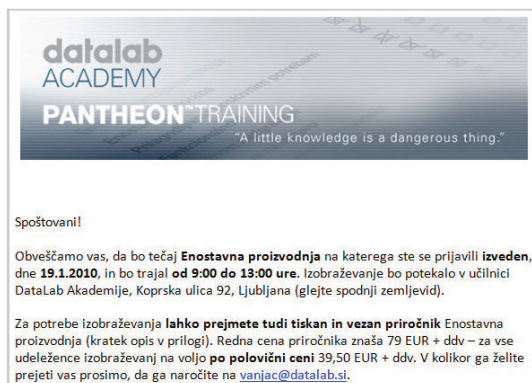 datalab
ACADEMY
PANTHEON™TRAINING
"A little knowledge is a dangerous thing."
Spoštovani!
Obveščamo vas, da bo tečaj Enostavna proizvodnja na katerega ste se prijavili izveden,
dne 19.1.2010, in bo trajal od 9:00 do 13:00 ure. Izobraževanje bo potekalo v učilnici
DataLab Akademije, Koprska ulica 92, Ljubljana (glejte spodnji zemljevid).
Za potrebe izobraževanja lahko prejmete tudi tiskan in vezan priročnik Enostavna
proizvodnja (kratek opis v prilogi). Redna cena priročnika znaša 79 EUR + ddv – za vse
udeležence izobraževanj na voljo po polovični ceni 39,50 EUR + ddv. V kolikor ga želite
prejeti vas prosimo, da ga naročite na vanjac@datalab.si.